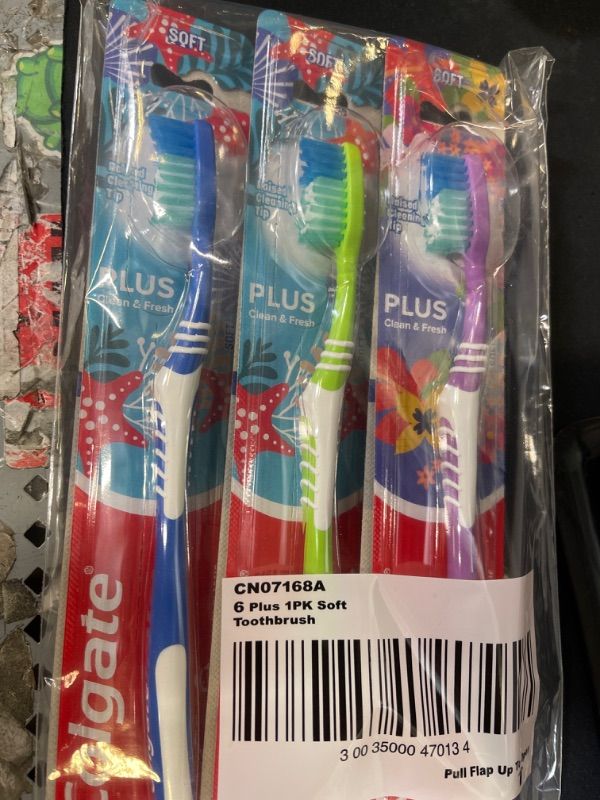 SOFT
SOFT
SOFT
Raised
Cleaning
Tip
Raised
Cleaning
Tip
Raised
Cleaning
Tip
PLUS
Clean & Fresh
PLUS
Clean & Fresh
PLUS
Clean & Fresh
SOFT
Colgate®
CN07168A
6 Plus 1PK Soft
Toothbrush
3 00 35000 47013 4
Pull Flap Up